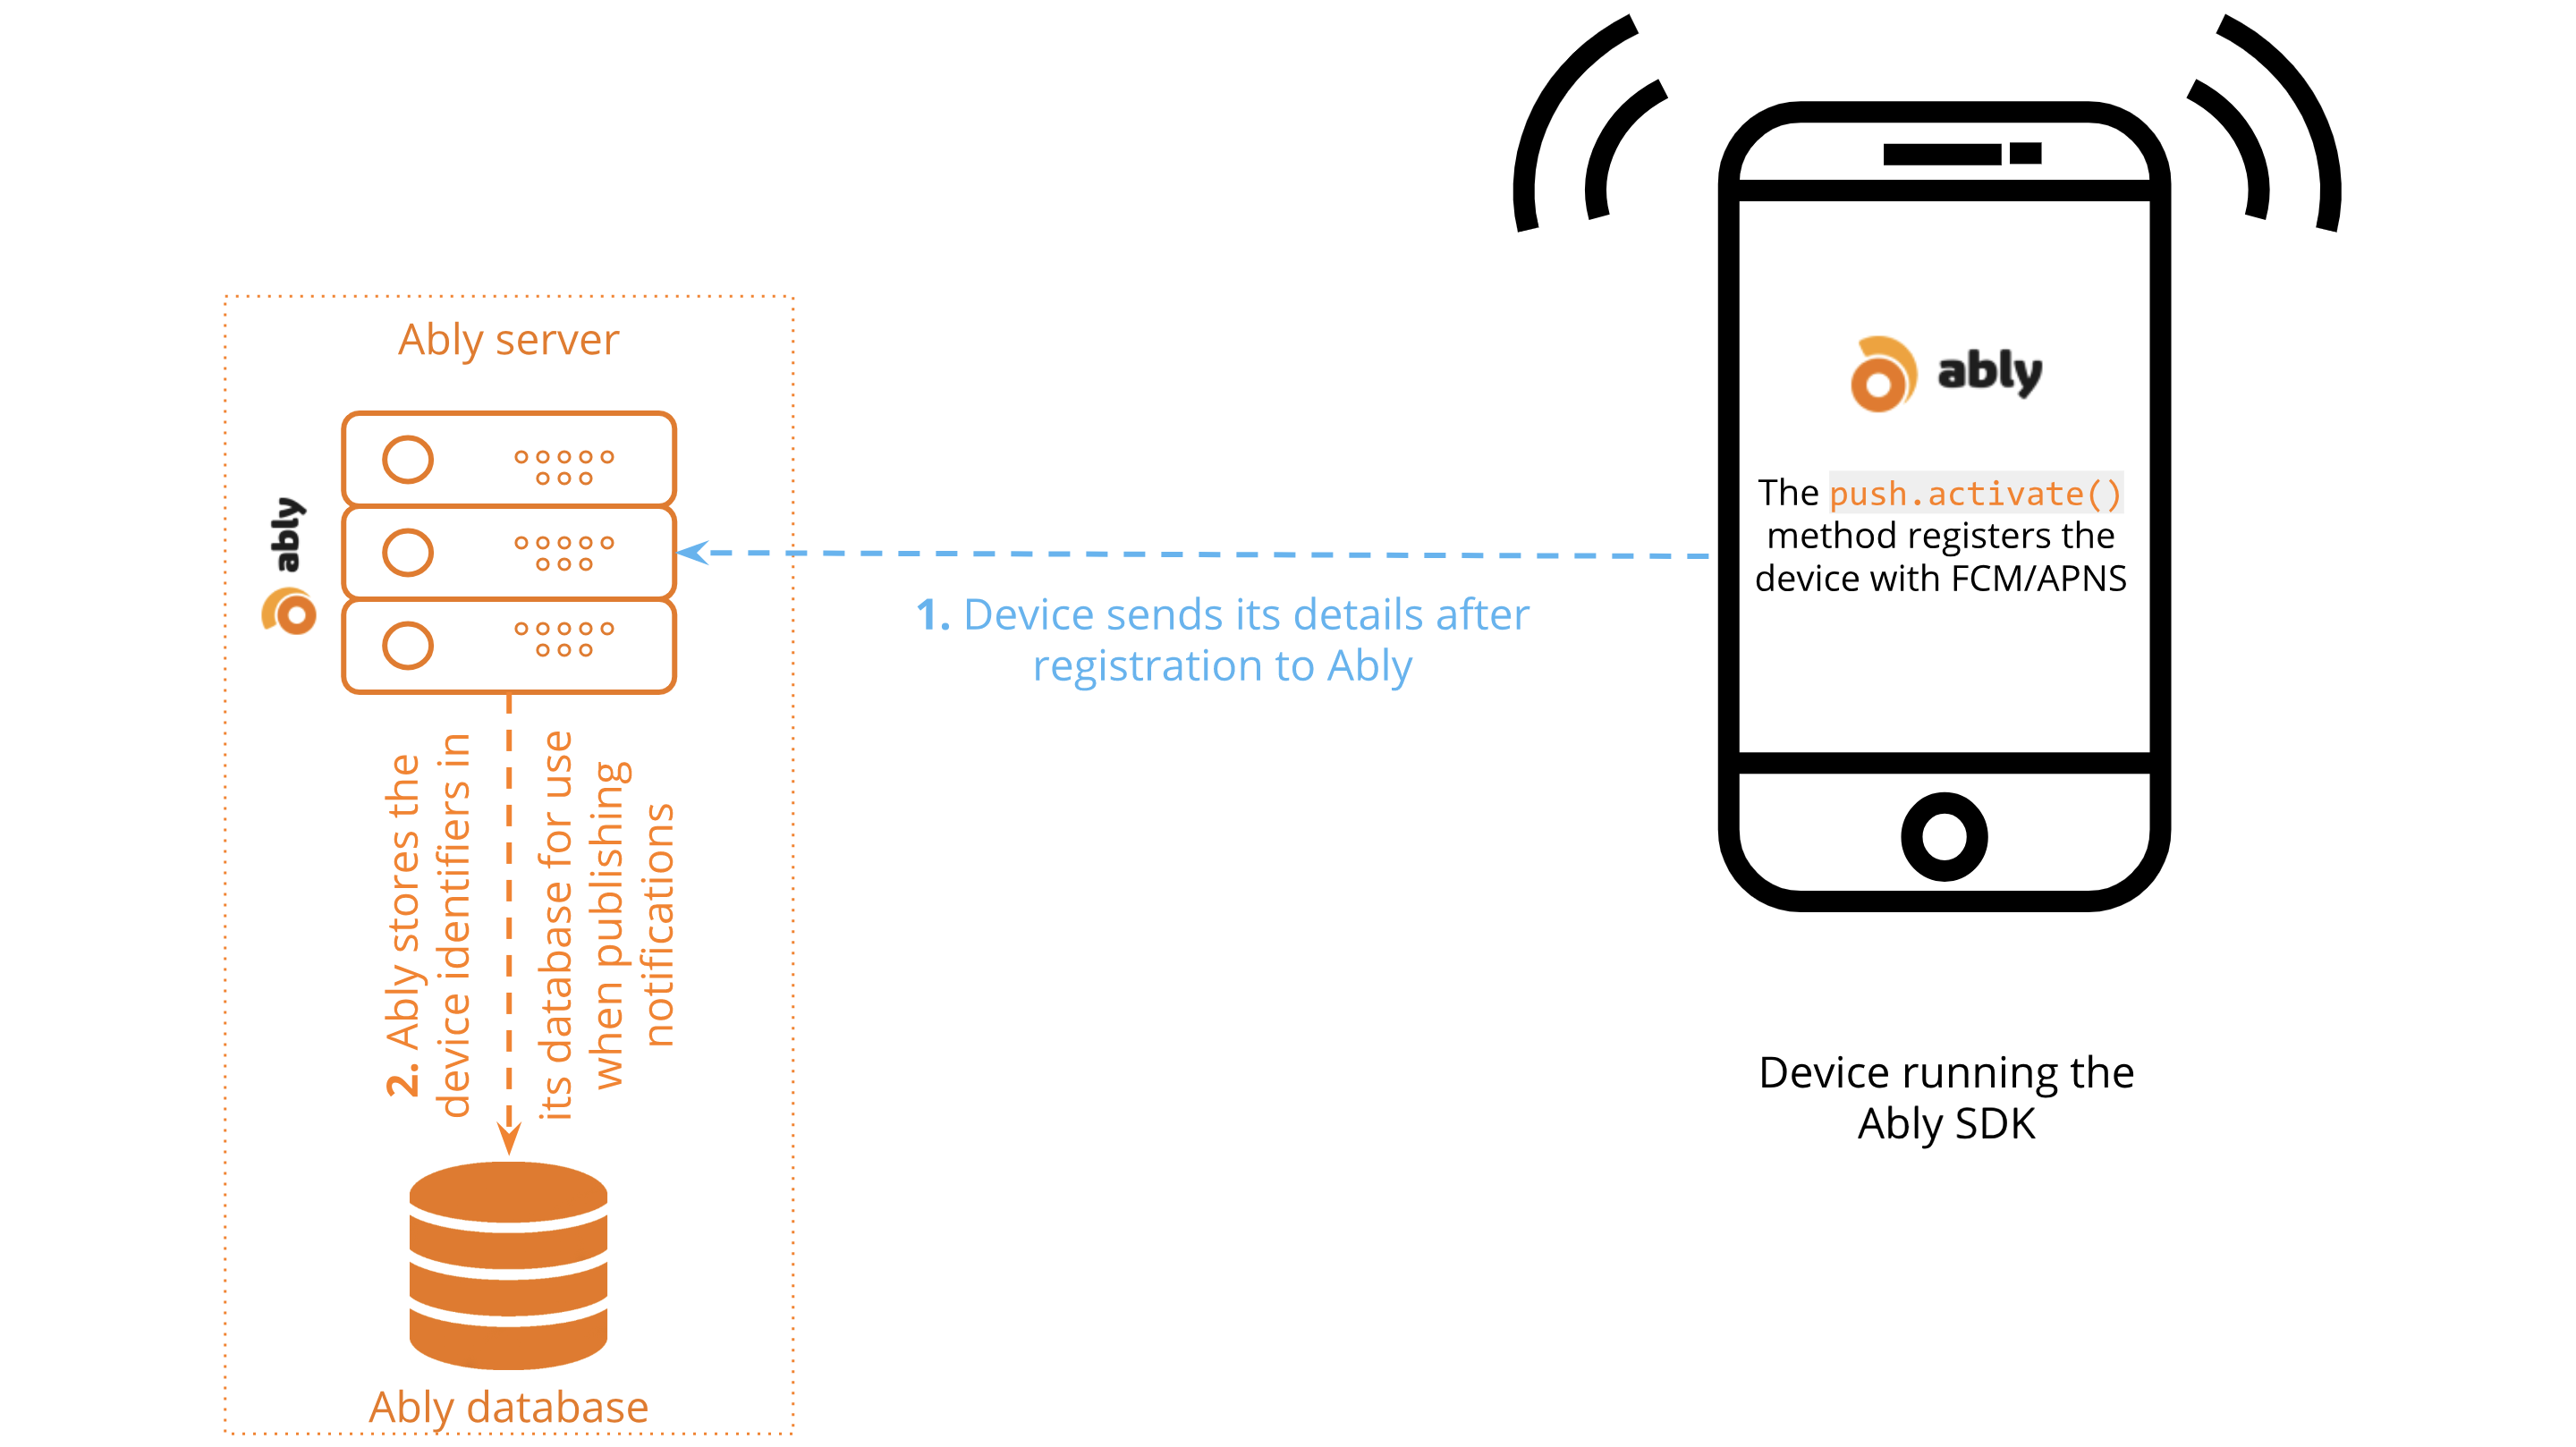 Ably server
ably
2. Ably stores the
device identifiers in
its database for use
when publishing
notifications
Ably database
1. Device sends its details after
registration to Ably
ably
The push.activate()
method registers the
device with FCM/APNS
Device running the
Ably SDK